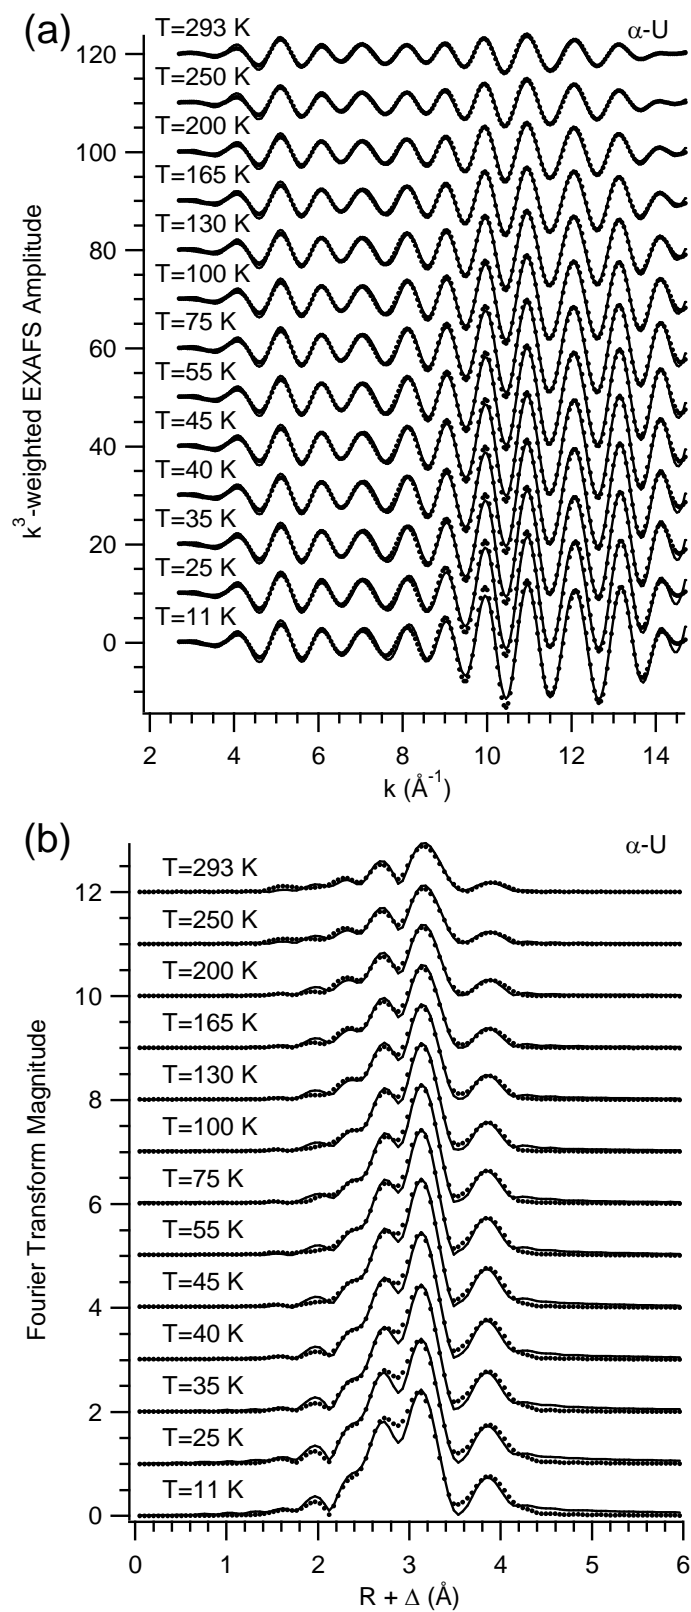 (a)
α-U
T=293 K
T=250 K
T=200 K
T=165 K
T=130 K
T=100 K
T=75 K
T=55 K
T=45 K
T=40 K
T=35 K
T=25 K
T=11 K
120
100
80
60
40
20
0
k³-weighted EXAFS Amplitude
2 4 6 8 10 12 14
k (Å⁻¹)
(b)
α-U
T=293 K
T=250 K
T=200 K
T=165 K
T=130 K
T=100 K
T=75 K
T=55 K
T=45 K
T=40 K
T=35 K
T=25 K
T=11 K
12
10
8
6
4
2
0
Fourier Transform Magnitude
0 1 2 3 4 5 6
R + Δ (Å)